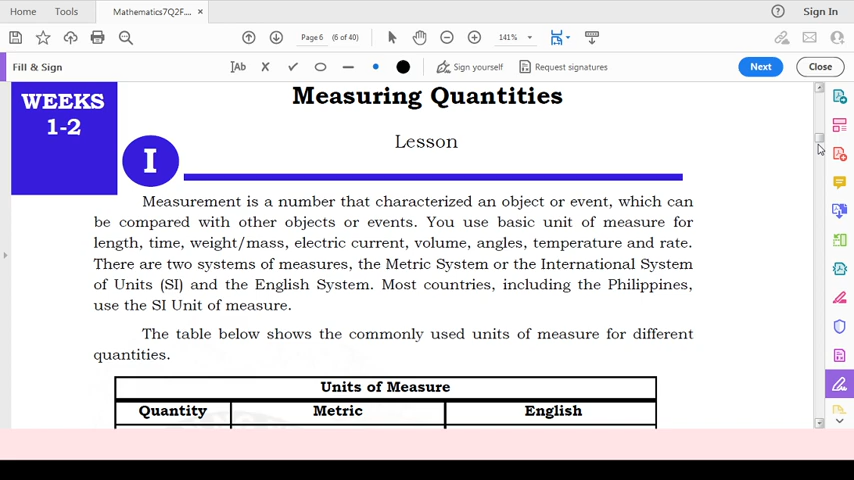 Home
Tools
Mathematics7Q2F... ×
Sign In
Page 6 (6 of 40)
141%
Fill & Sign
Ab
Sign yourself
Request signatures
Next
Close
WEEKS
1-2
Measuring Quantities
Lesson
I
Measurement is a number that characterized an object or event, which can
be compared with other objects or events. You use basic unit of measure for
length, time, weight/mass, electric current, volume, angles, temperature and rate.
There are two systems of measures, the Metric System or the International System
of Units (SI) and the English System. Most countries, including the Philippines,
use the SI Unit of measure.
The table below shows the commonly used units of measure for different
quantities.
Units of Measure
Quantity
Metric
English